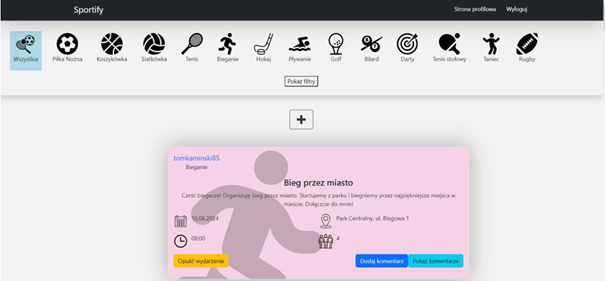 Sportify
Strona profilowa Wyloguj
Wszystkie Piłka Nożna Koszykówka Siatkówka Tenis Bieganie Hokej Pływanie Golf Bilard Darty Tenis stołowy Taniec Rugby
Pokaż filtry
+
tomkaminski85
Bieganie
Bieg przez miasto
Cześć biegacze! Organizuję bieg przez miasto. Startujemy z parku i biegniemy przez najpiękniejsze miejsca w
mieście. Dołączcie do mnie!
15.06.2024 Park Centralny, ul. Biegowa 1
08:00 4
Opuść wydarzenie Dodaj komentarz Pokaż komentarze